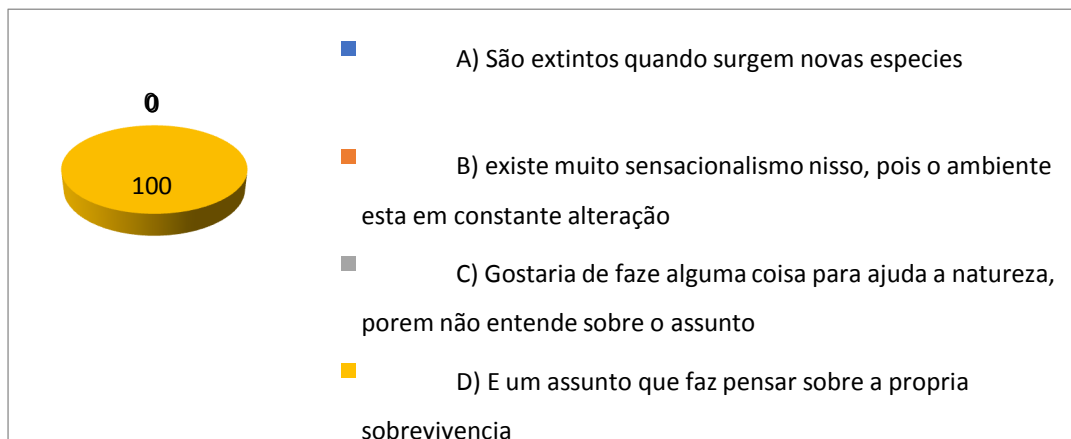 0
100
A) São extintos quando surgem novas especies
B) existe muito sensacionalismo nisso, pois o ambiente
esta em constante alteração
C) Gostaria de faze alguma coisa para ajuda a natureza,
porem não entende sobre o assunto
D) E um assunto que faz pensar sobre a propria
sobrevivencia